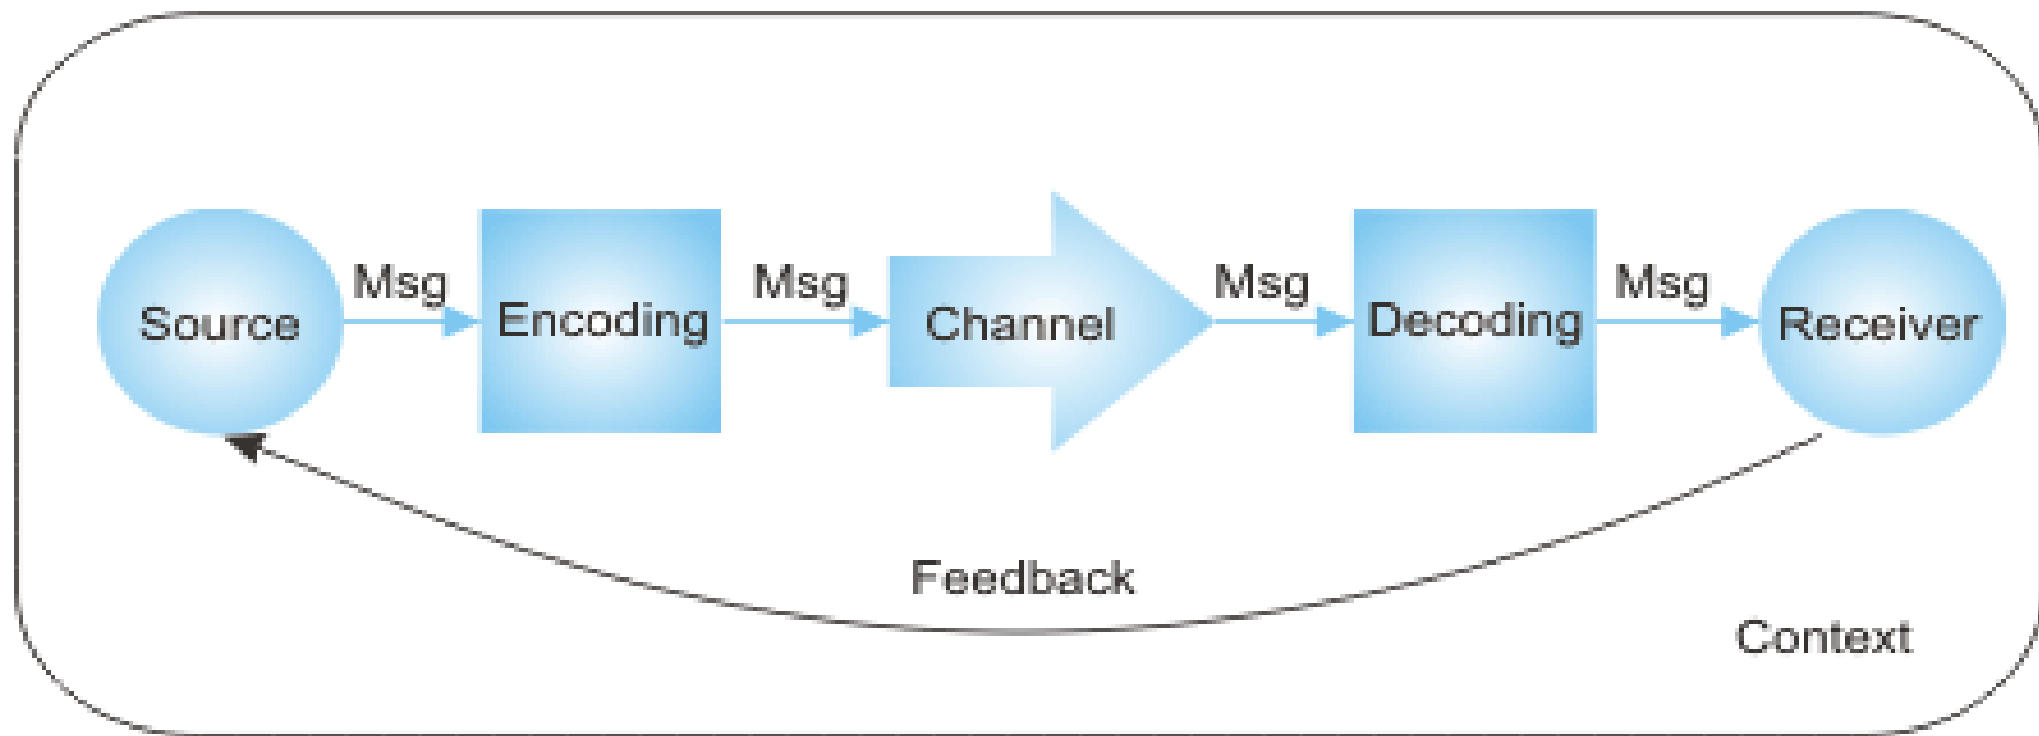 Msg Msg Msg Msg
Source Encoding Channel Decoding Receiver
Feedback
Context